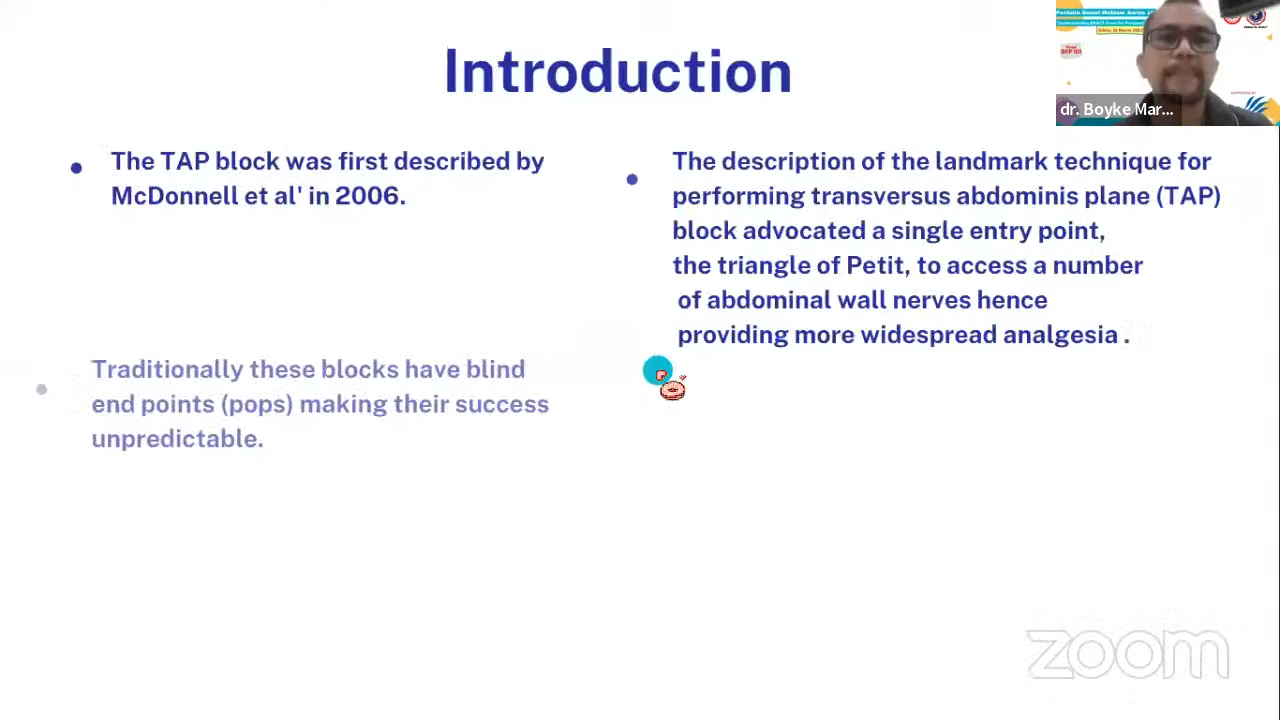 Introduction
The TAP block was first described by
McDonnell et al' in 2006.
Traditionally these blocks have blind
end points (pops) making their success
unpredictable.
The description of the landmark technique for
performing transversus abdominis plane (TAP)
block advocated a single entry point,
the triangle of Petit, to access a number
of abdominal wall nerves hence
providing more widespread analgesia .
dr. Boyke Mar...
zoom